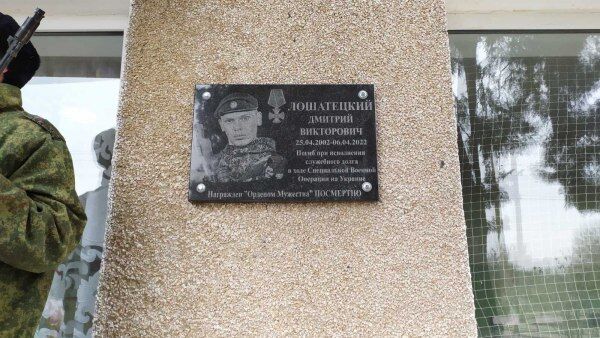 ЛОШАТЕЦКИЙ
ДМИТРИЙ
ВИКТОРОВИЧ
25.04.2002-06.04.2022
Погиб при исполнении
служебного долга
в ходе Специальной Военной
Операции на Украине
Награжден "Орденом Мужества" ПОСМЕРТНО